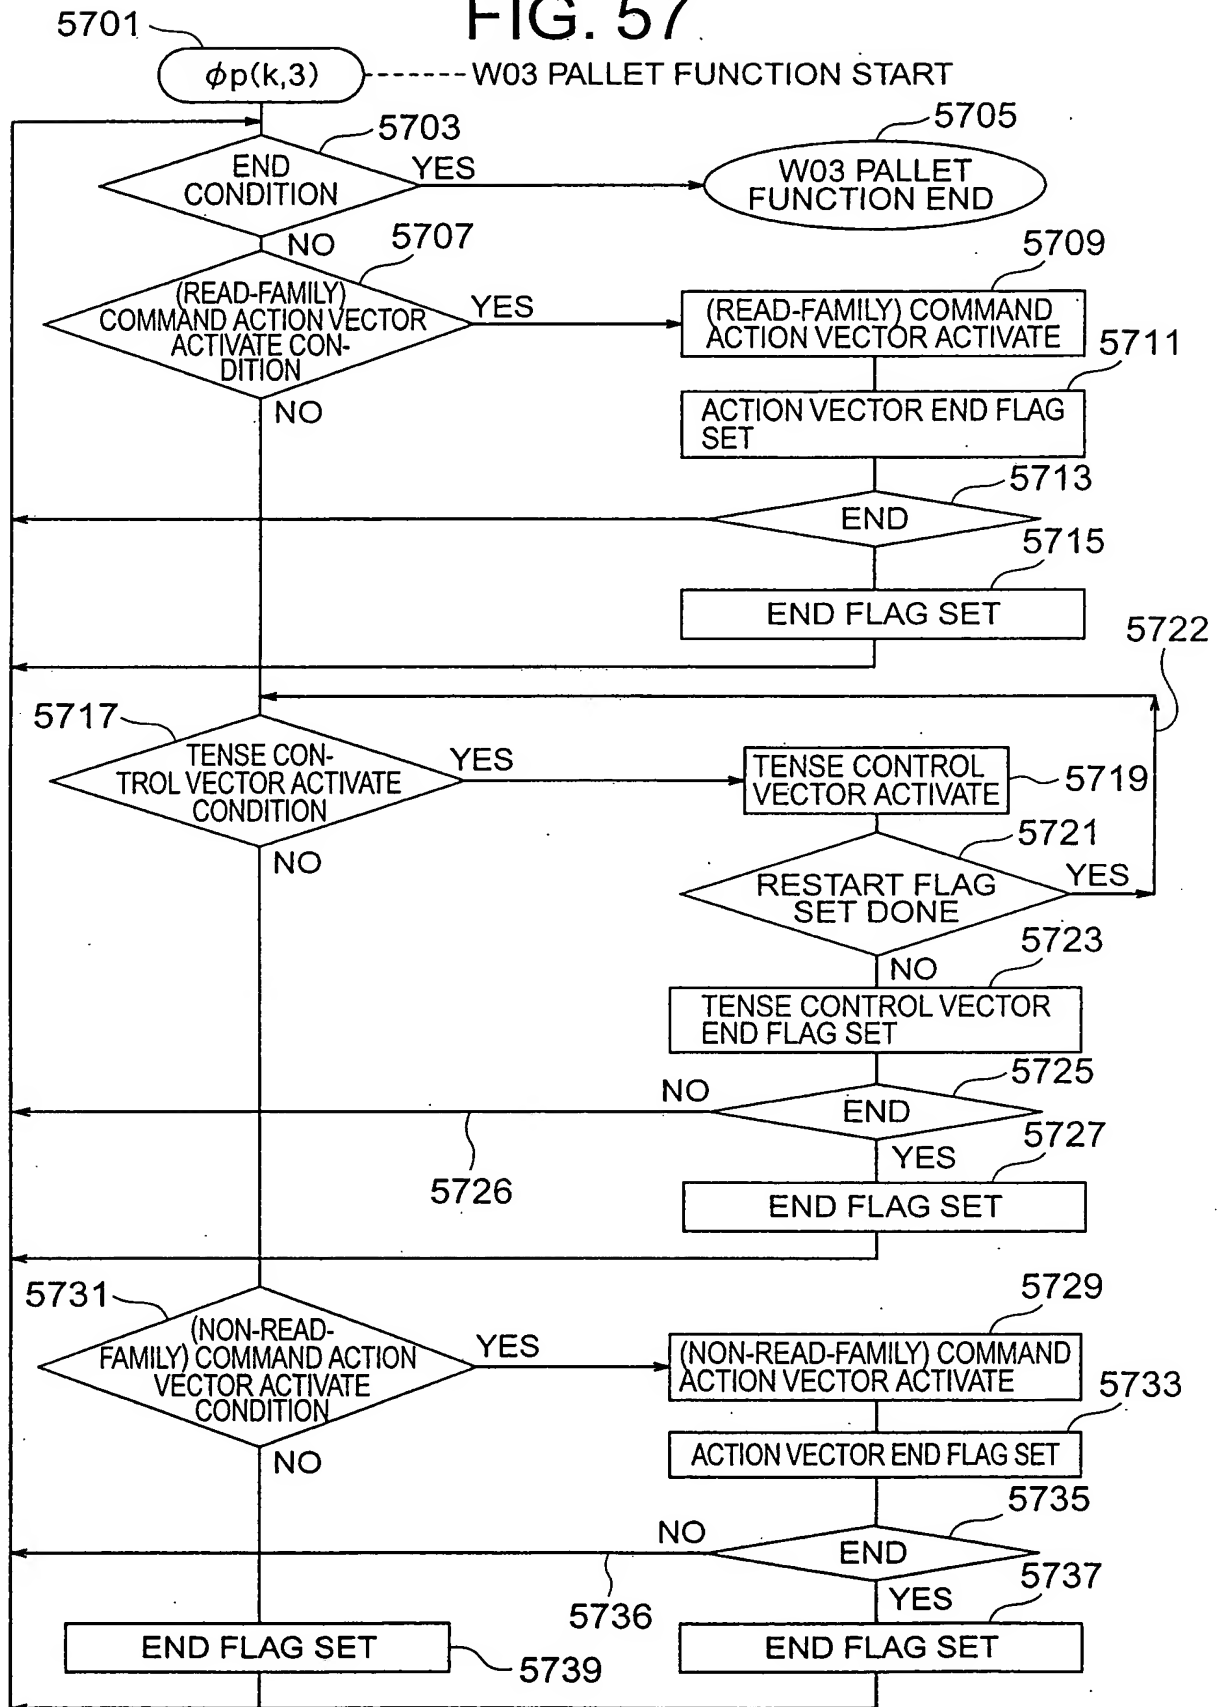 FIG. 57
5701
φp(k,3)
W03 PALLET FUNCTION START
5703
END
CONDITION
YES
5705
W03 PALLET
FUNCTION END
NO
5707
(READ-FAMILY)
COMMAND ACTION VECTOR
ACTIVATE CON-
DITION
YES
5709
(READ-FAMILY) COMMAND
ACTION VECTOR ACTIVATE
5711
NO
ACTION VECTOR END FLAG
SET
5713
END
5715
END FLAG SET
5722
5717
TENSE CON-
TROL VECTOR ACTIVATE
CONDITION
YES
TENSE CONTROL
VECTOR ACTIVATE
5719
5721
NO
RESTART FLAG
SET DONE
YES
5723
NO
TENSE CONTROL VECTOR
END FLAG SET
5725
NO
END
5727
YES
5726
END FLAG SET
5731
(NON-READ-
FAMILY) COMMAND ACTION
VECTOR ACTIVATE
CONDITION
YES
5729
(NON-READ-FAMILY) COMMAND
ACTION VECTOR ACTIVATE
5733
NO
ACTION VECTOR END FLAG SET
5735
NO
END
5737
YES
5736
END FLAG SET
5739
END FLAG SET